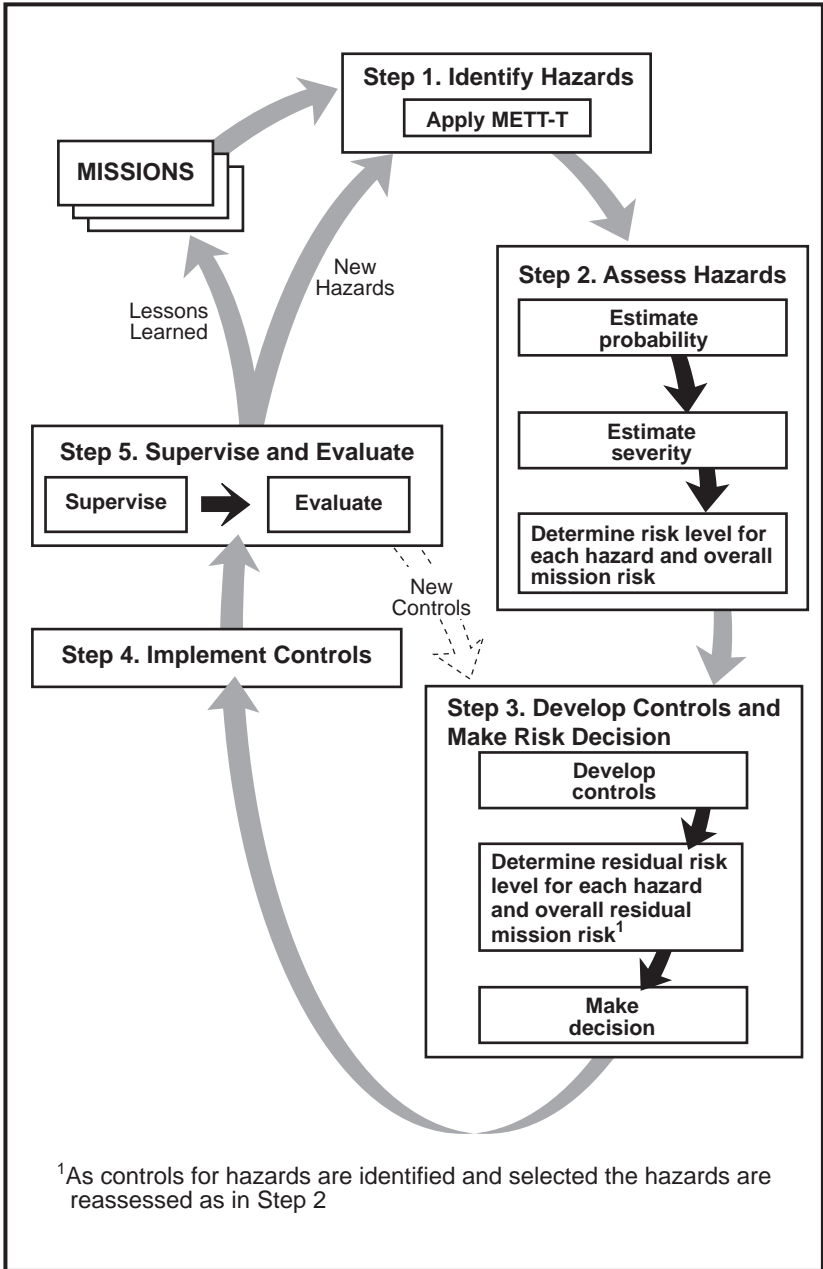 Step 1. Identify Hazards
Apply METT-T
MISSIONS
New
Hazards
Lessons
Learned
Step 2. Assess Hazards
Estimate
probability
Estimate
severity
Determine risk level for
each hazard and overall
mission risk
Step 5. Supervise and Evaluate
Supervise
Evaluate
New
Controls
Step 4. Implement Controls
Step 3. Develop Controls and
Make Risk Decision
Develop
controls
Determine residual risk
level for each hazard
and overall residual
mission risk¹
Make
decision
¹As controls for hazards are identified and selected the hazards are
reassessed as in Step 2